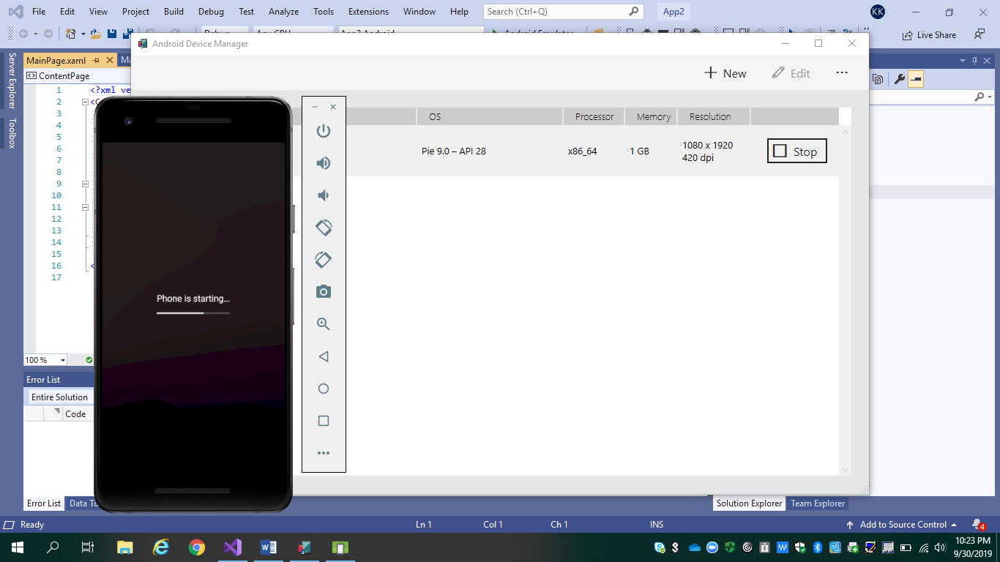 File Edit View Project Build Debug Test Analyze Tools Extensions Window Help Search (Ctrl+Q) App2 KK
Live Share
Android Device Manager
MainPage.xaml
ContentPage
New Edit ...
OS Processor Memory Resolution
Pie 9.0 – API 28 x86_64 1 GB 1080 x 1920
420 dpi
Stop
Server Explorer
Toolbox
1 <?xml ve
2
3
4
5
6
7
8
9
10
11
12
13
14
15
16
17
Phone is starting...
100 %
Error List
Entire Solution
Code
Error List Data To
Solution Explorer Team Explorer
Ready Ln 1 Col 1 Ch 1 INS Add to Source Control 4
10:23 PM
9/30/2019